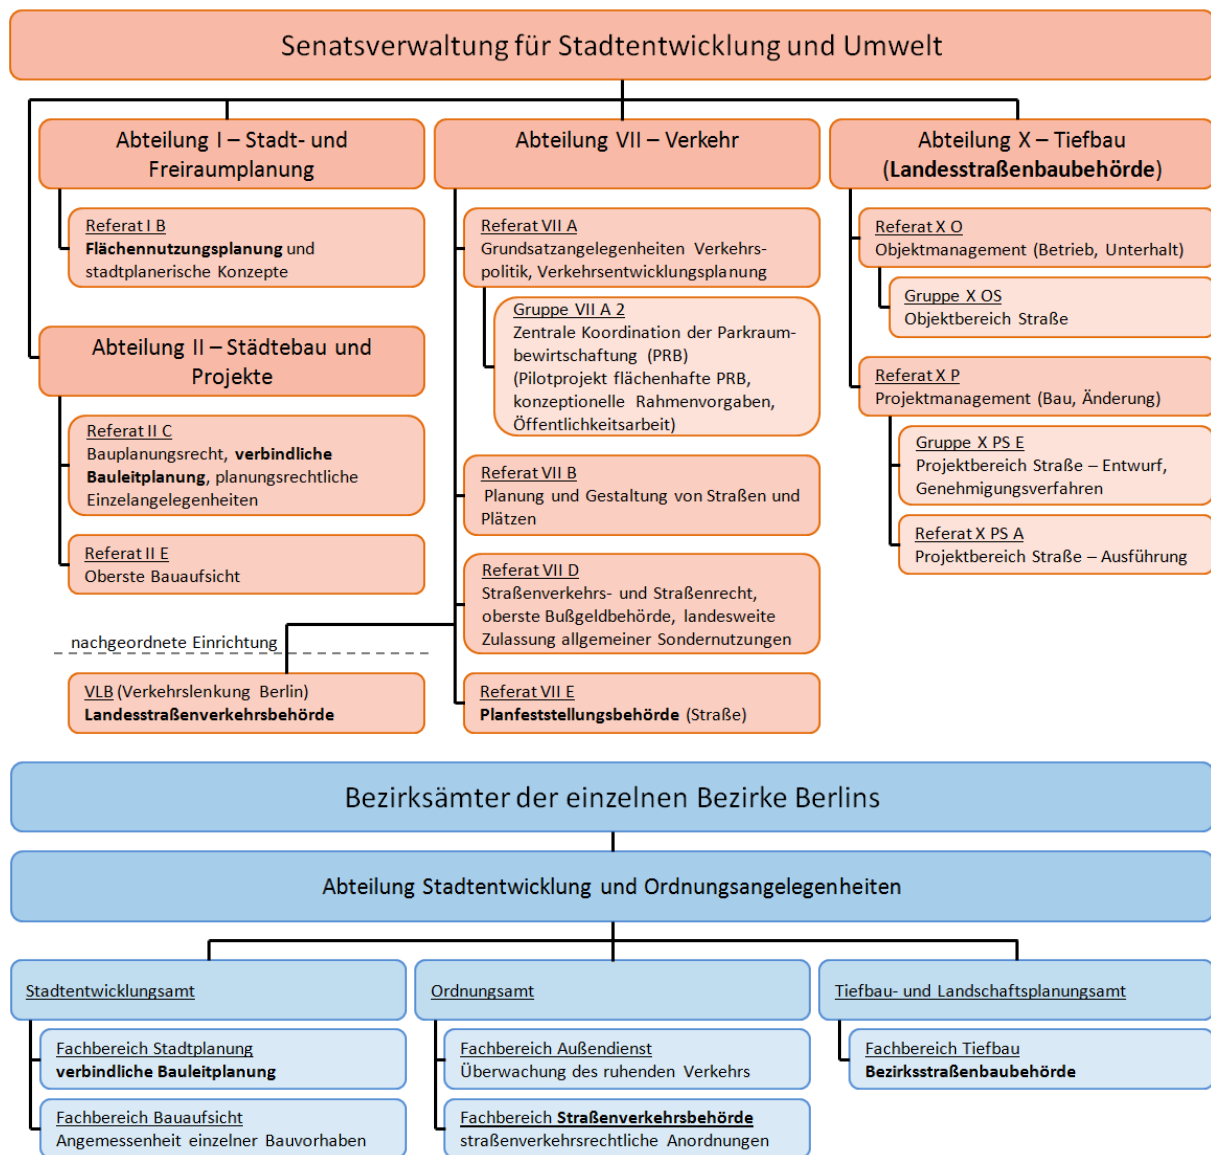 Senatsverwaltung für Stadtentwicklung und Umwelt
Abteilung I – Stadt- und
Freiraumplanung
Referat I B
Flächennutzungsplanung und
stadtplanerische Konzepte
Abteilung II – Städtebau und
Projekte
Referat II C
Bauplanungsrecht, verbindliche
Bauleitplanung, planungsrechtliche
Einzelangelegenheiten
Referat II E
Oberste Bauaufsicht
nachgeordnete Einrichtung
VLB (Verkehrslenkung Berlin)
Landesstraßenverkehrsbehörde
Abteilung VII – Verkehr
Referat VII A
Grundsatzangelegenheiten Verkehrs-
politik, Verkehrsentwicklungsplanung
Gruppe VII A 2
Zentrale Koordination der Parkraum-
bewirtschaftung (PRB)
(Pilotprojekt flächenhafte PRB,
konzeptionelle Rahmenvorgaben,
Öffentlichkeitsarbeit)
Referat VII B
Planung und Gestaltung von Straßen und
Plätzen
Referat VII D
Straßenverkehrs- und Straßenrecht,
oberste Bußgeldbehörde, landesweite
Zulassung allgemeiner Sondernutzungen
Referat VII E
Planfeststellungsbehörde (Straße)
Abteilung X – Tiefbau
(Landesstraßenbaubehörde)
Referat X O
Objektmanagement (Betrieb, Unterhalt)
Gruppe X OS
Objektbereich Straße
Referat X P
Projektmanagement (Bau, Änderung)
Gruppe X PS E
Projektbereich Straße – Entwurf,
Genehmigungsverfahren
Referat X PS A
Projektbereich Straße – Ausführung
Bezirksämter der einzelnen Bezirke Berlins
Abteilung Stadtentwicklung und Ordnungsangelegenheiten
Stadtentwicklungsamt
Fachbereich Stadtplanung
verbindliche Bauleitplanung
Fachbereich Bauaufsicht
Angemessenheit einzelner Bauvorhaben
Ordnungsamt
Fachbereich Außendienst
Überwachung des ruhenden Verkehrs
Fachbereich Straßenverkehrsbehörde
straßenverkehrsrechtliche Anordnungen
Tiefbau- und Landschaftsplanungsamt
Fachbereich Tiefbau
Bezirksstraßenbaubehörde